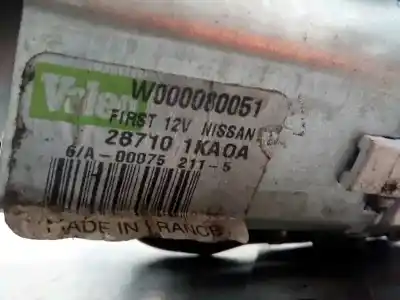 Valeo
W000080051
FIRST 12V NISSAN
28710 1KA0A
6/A-00075 211-5
MADE IN FRANCE